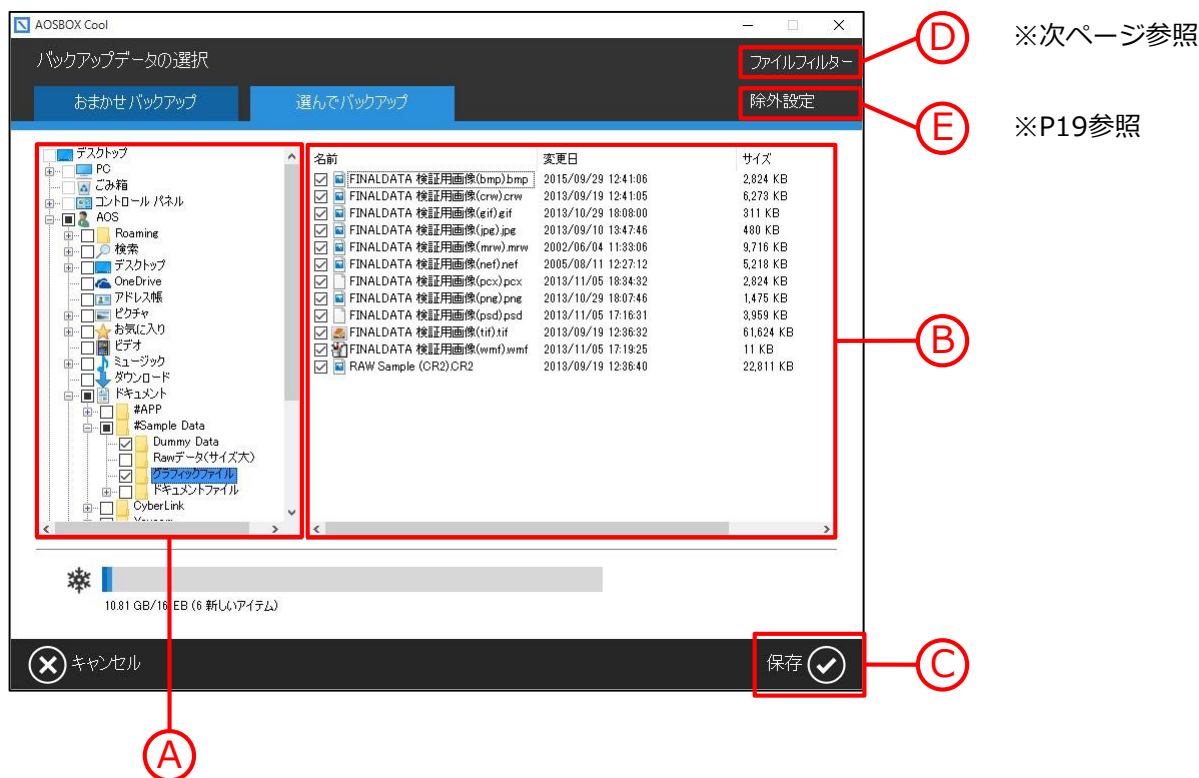 AOSBOX Cool
バックアップデータの選択
ファイルフィルター
D
※次ページ参照
おまかせ バックアップ
選んでバックアップ
除外設定
E
※P19参照
デスクトップ
PC
ごみ箱
コントロール パネル
AOS
Roaming
検索
デスクトップ
OneDrive
アドレス帳
ピクチャ
お気に入り
ビデオ
ミュージック
ダウンロード
ドキュメント
#APP
#Sample Data
Dummy Data
Rawデータ(サイズ大)
グラフィックファイル
ドキュメントファイル
CyberLink
名前 変更日 サイズ
FINALDATA 検証用画像(bmp).bmp 2015/09/29 12:41:06 2,824 KB
FINALDATA 検証用画像(crw).crw 2013/09/19 12:41:05 6,273 KB
FINALDATA 検証用画像(gif).gif 2013/10/29 18:08:00 311 KB
FINALDATA 検証用画像(jpg).jpg 2013/09/10 13:47:46 480 KB
FINALDATA 検証用画像(mrw).mrw 2002/06/04 11:33:06 9,716 KB
FINALDATA 検証用画像(nef).nef 2005/08/11 12:27:12 5,218 KB
FINALDATA 検証用画像(pcx).pcx 2013/11/05 18:34:32 2,824 KB
FINALDATA 検証用画像(png).png 2013/10/29 18:07:46 1,475 KB
FINALDATA 検証用画像(psd).psd 2013/11/05 17:16:31 3,959 KB
FINALDATA 検証用画像(tif).tif 2013/09/19 12:36:32 61,624 KB
FINALDATA 検証用画像(wmf).wmf 2013/11/05 17:19:25 11 KB
RAW Sample (CR2).CR2 2013/09/19 12:36:40 22,811 KB
B
10.81 GB/16 EB (6 新しいアイテム)
キャンセル
保存
C
A